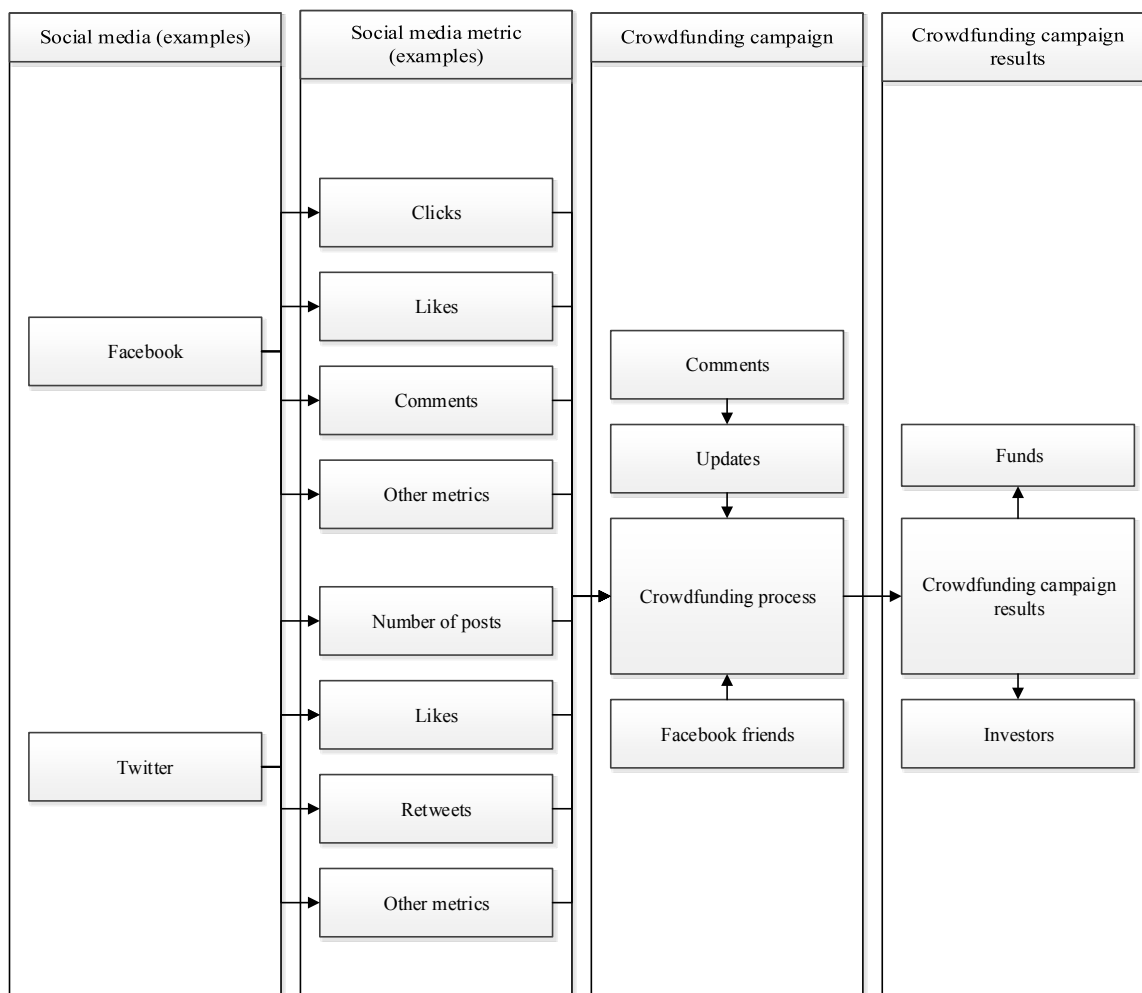 Social media (examples)
Social media metric
(examples)
Crowdfunding campaign
Crowdfunding campaign
results
Facebook
Twitter
Clicks
Likes
Comments
Other metrics
Number of posts
Likes
Retweets
Other metrics
Comments
Updates
Crowdfunding process
Facebook friends
Funds
Crowdfunding campaign
results
Investors